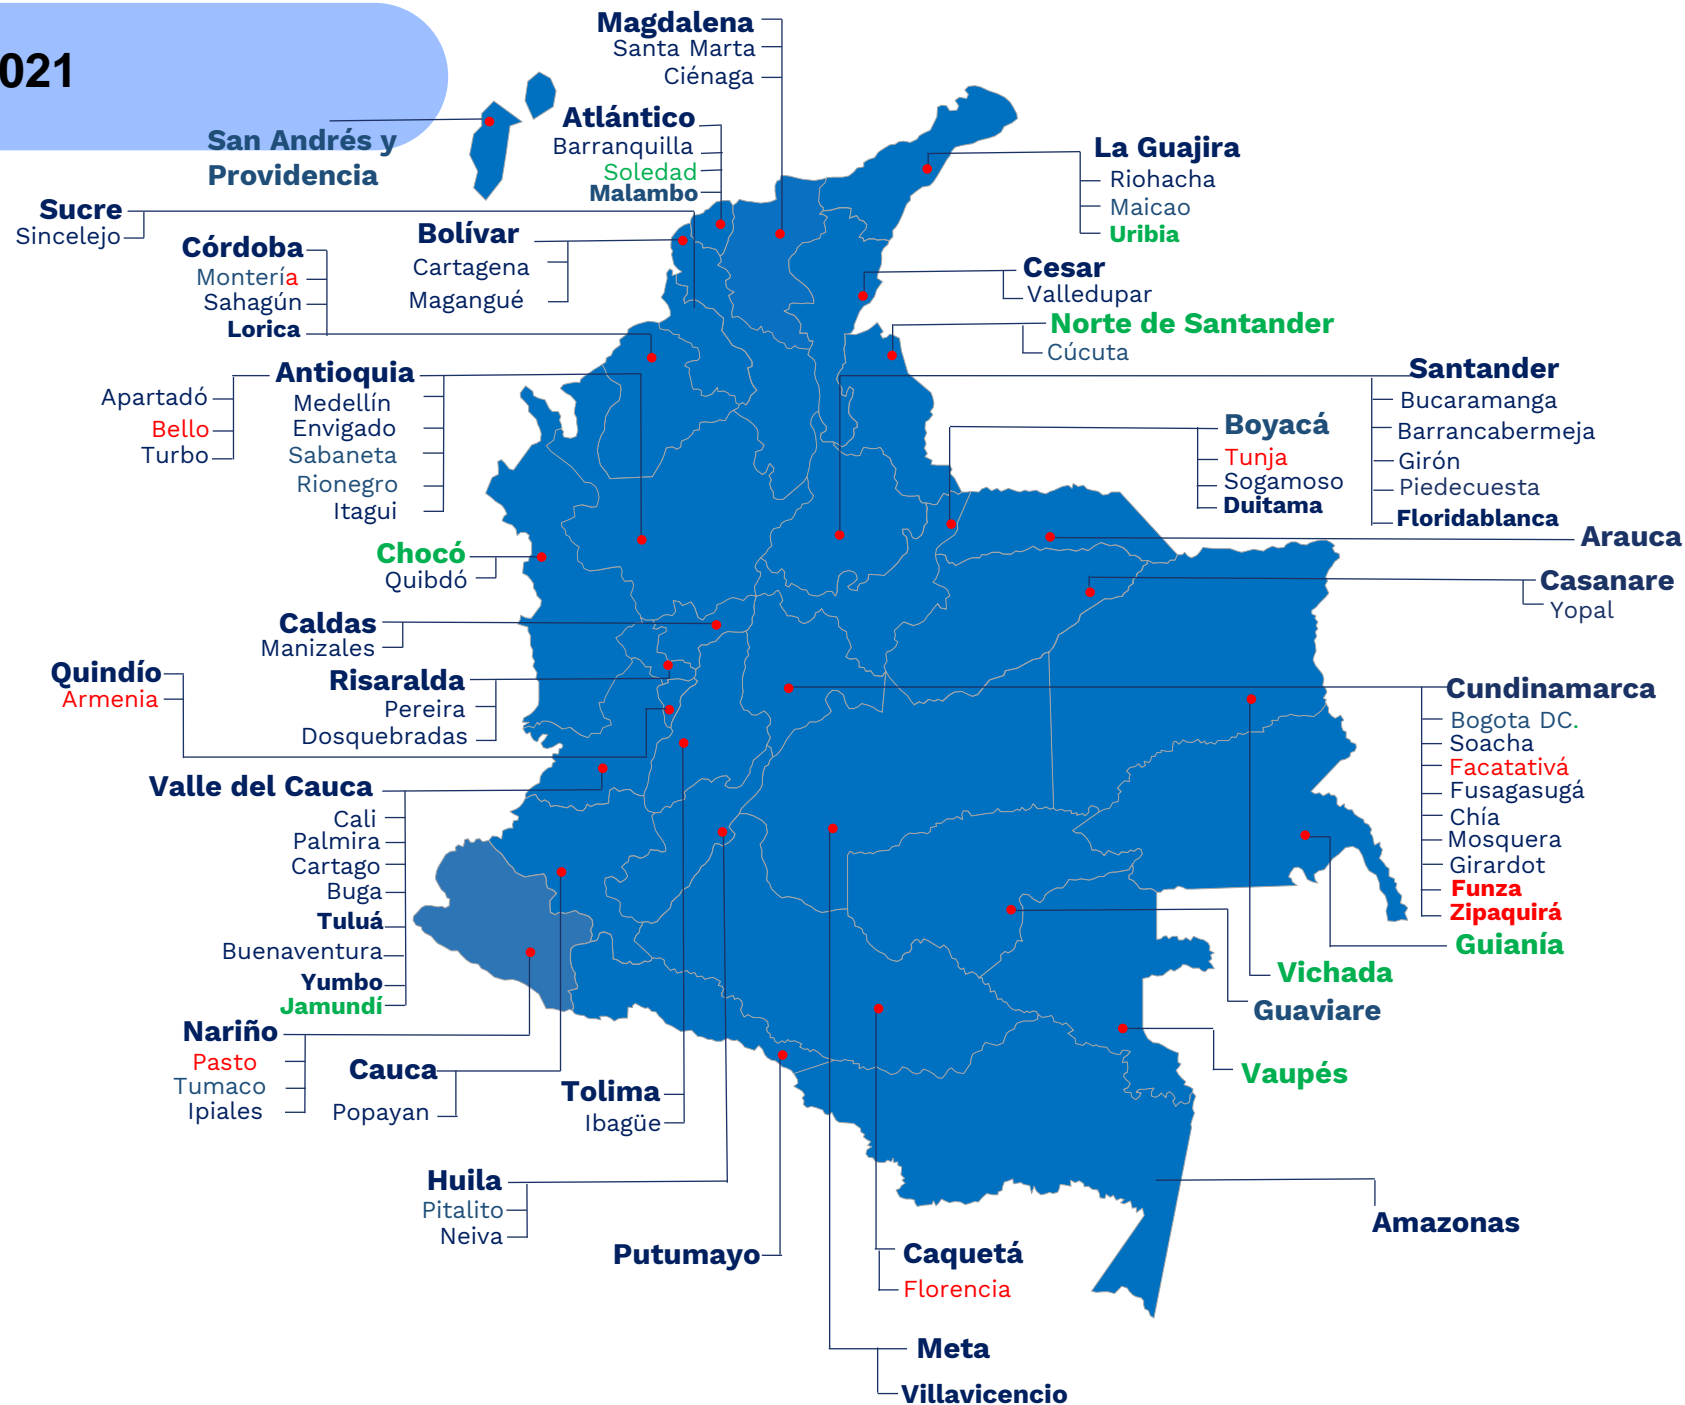 021
San Andrés y
Providencia
Magdalena
Santa Marta
Ciénaga
Atlántico
Barranquilla
Soledad
Malambo
La Guajira
Riohacha
Maicao
Uribia
Sucre
Sincelejo
Córdoba
Montería
Sahagún
Lorica
Bolívar
Cartagena
Magangué
Cesar
Valledupar
Norte de Santander
Cúcuta
Antioquia
Medellín
Envigado
Sabaneta
Rionegro
Itagui
Apartadó
Bello
Turbo
Santander
Bucaramanga
Barrancabermeja
Girón
Piedecuesta
Floridablanca
Boyacá
Tunja
Sogamoso
Duitama
Arauca
Chocó
Quibdó
Casanare
Yopal
Caldas
Manizales
Quindío
Armenia
Risaralda
Pereira
Dosquebradas
Cundinamarca
Bogota DC.
Soacha
Facatativá
Fusagasugá
Chía
Mosquera
Girardot
Funza
Zipaquirá
Valle del Cauca
Cali
Palmira
Cartago
Buga
Tuluá
Buenaventura
Yumbo
Jamundí
Guianía
Vichada
Guaviare
Vaupés
Nariño
Pasto
Tumaco
Ipiales
Cauca
Popayan
Tolima
Ibagüe
Huila
Pitalito
Neiva
Putumayo
Caquetá
Florencia
Amazonas
Meta
Villavicencio